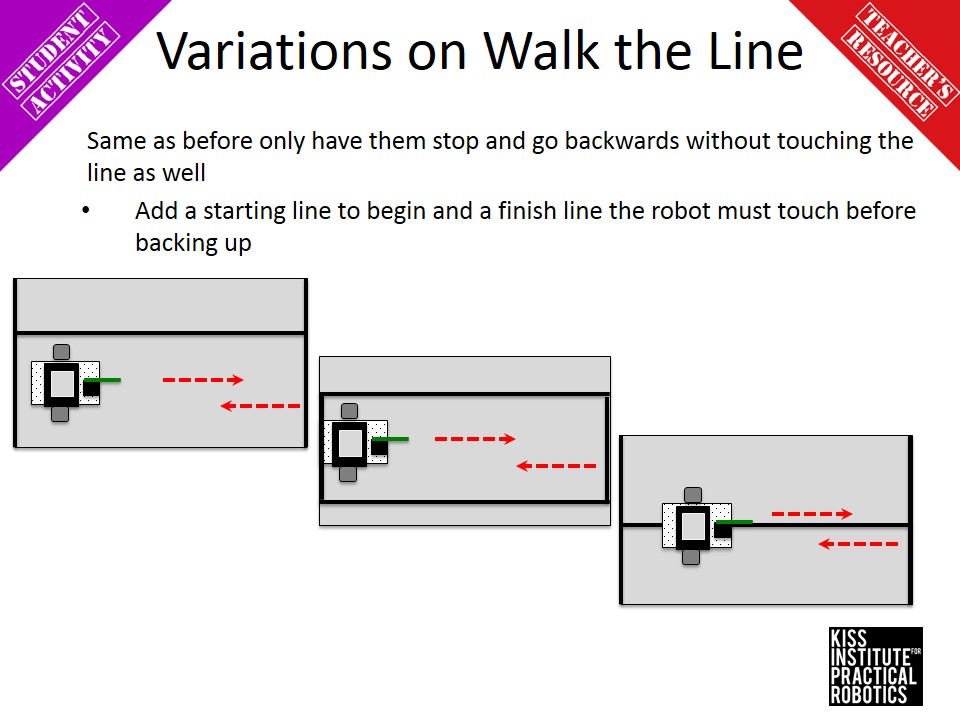 STUDENT
ACTIVITY
Variations on Walk the Line
TEACHER'S
RESOURCE
Same as before only have them stop and go backwards without touching the
line as well
• Add a starting line to begin and a finish line the robot must touch before
backing up
KISS
INSTITUTE FOR
PRACTICAL
ROBOTICS